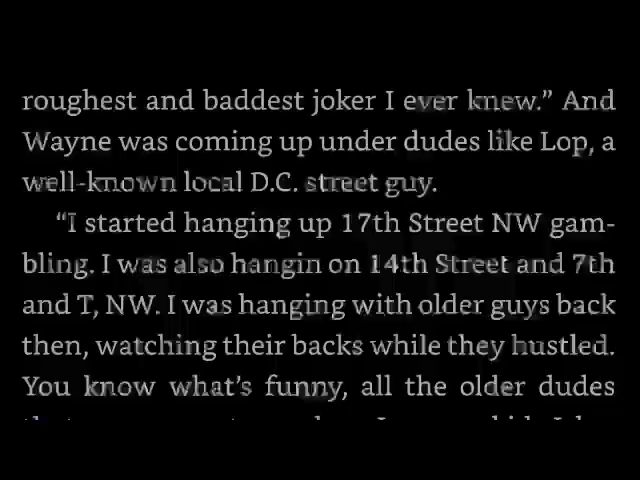 roughest and baddest joker I ever knew.” And
Wayne was coming up under dudes like Lop, a
well-known local D.C. street guy.
“I started hanging up 17th Street NW gam-
bling. I was also hangin on 14th Street and 7th
and T, NW. I was hanging with older guys back
then, watching their backs while they hustled.
You know what’s funny, all the older dudes